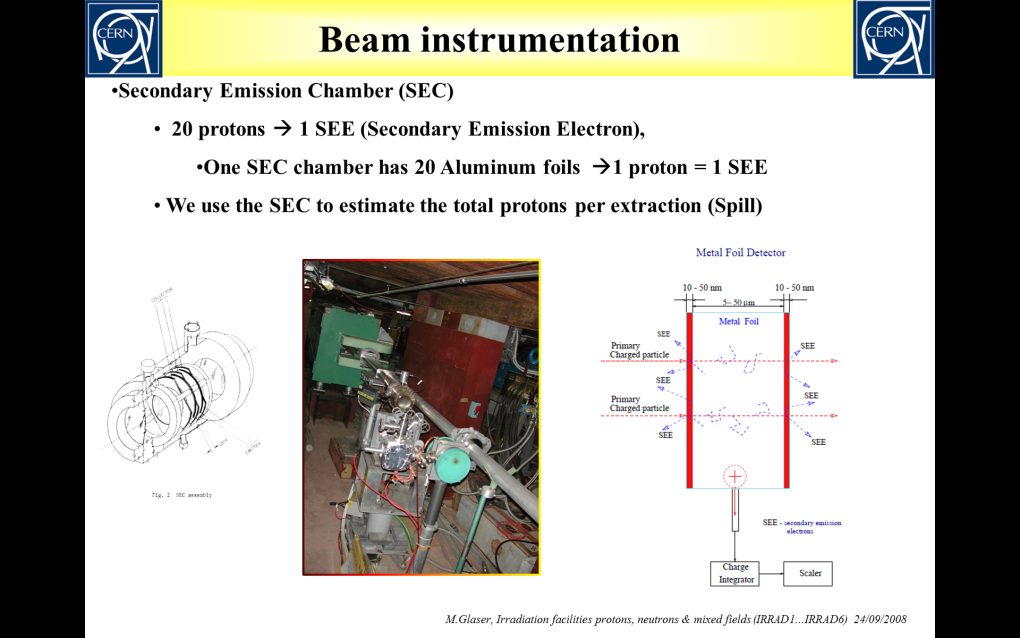 CERN
Beam instrumentation
CERN
•Secondary Emission Chamber (SEC)
• 20 protons → 1 SEE (Secondary Emission Electron),
•One SEC chamber has 20 Aluminum foils →1 proton = 1 SEE
• We use the SEC to estimate the total protons per extraction (Spill)
COLLECTOR
EMITTER
Fig. 2 SEC assembly
Metal Foil Detector
10 - 50 nm
10 - 50 nm
5– 50 μm
Metal Foil
SEE
SEE
Primary
Charged particle
SEE
SEE
Primary
Charged particle
SEE
SEE
+
SEE - secondary emission
electrons
Charge
Integrator
Scaler
M.Glaser, Irradiation facilities protons, neutrons & mixed fields (IRRAD1...IRRAD6) 24/09/2008